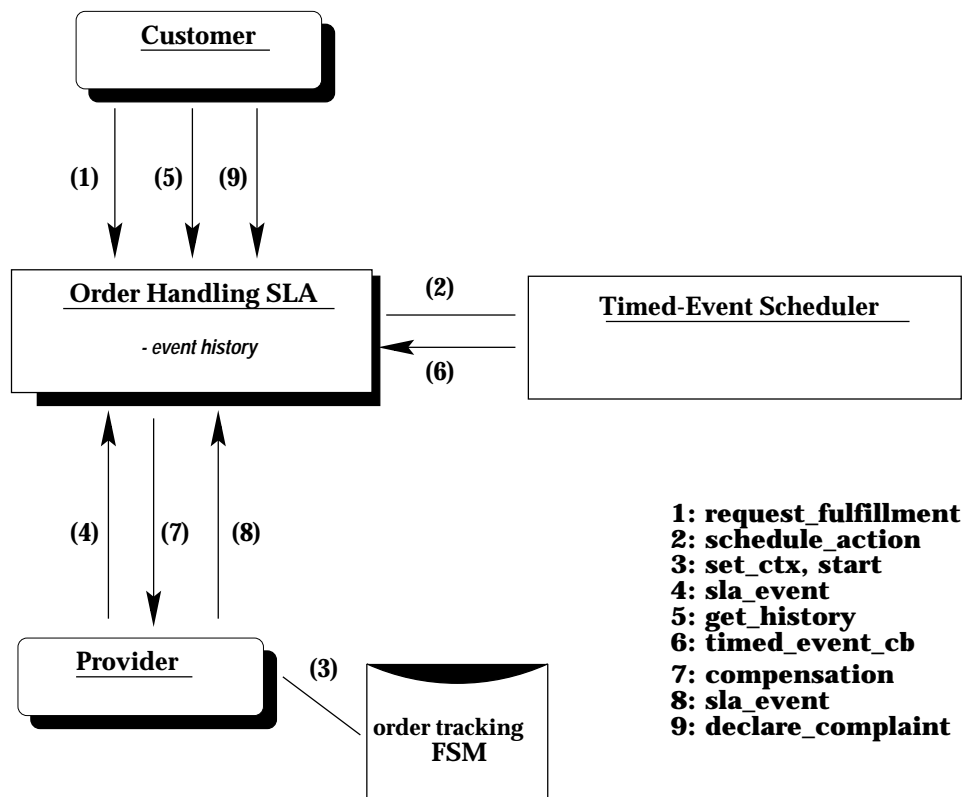 Customer
(1)
(5)
(9)
Order Handling SLA
- event history
(2)
(6)
Timed-Event Scheduler
(4)
(7)
(8)
Provider
(3)
order tracking
FSM
1: request_fulfillment
2: schedule_action
3: set_ctx, start
4: sla_event
5: get_history
6: timed_event_cb
7: compensation
8: sla_event
9: declare_complaint